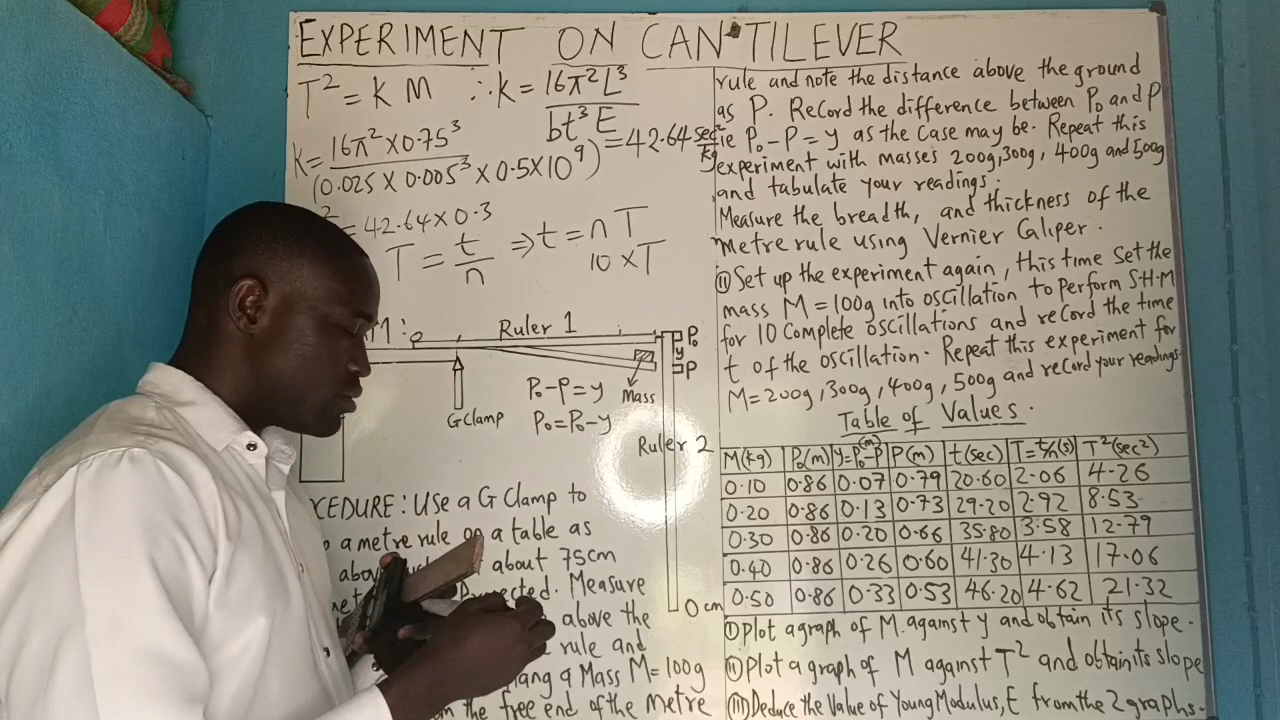 EXPERIMENT ON CANTILEVER
T² = K M ∴ K = 16π²L³ / bt³E
K = 16π² × 0.75³ / (0.025 × 0.005³ × 0.5×10⁹) = 42.64 sec²/kg
² = 42.64 × 0.3
T = t/n ⇒ t = nT
10 × T
M:
Ruler 1
P₀
y
P
P₀-P=y
Mass
G Clamp
P₀=P₀-y
Ruler 2
0 cm
CEDURE: Use a G Clamp to
a metre rule on a table as
about 75cm
Measure
above the
rule and
ang a Mass M=100g
the free end of the metre
rule and note the distance above the ground
as P. Record the difference between P₀ and P
ie P₀-P=y as the case may be. Repeat this
experiment with masses 200g, 300g, 400g and 500g
and tabulate your readings.
Measure the breadth, and thickness of the
metre rule using Vernier Caliper.
(ii) Set up the experiment again, this time set the
mass M=100g into oscillation to perform S.H.M
for 10 Complete oscillations and record the time
t of the oscillation. Repeat this experiment for
M=200g, 300g, 400g, 500g and record your readings.
Table of Values.
M(kg) P₀(m) y=P₀-P(m) P(m) t(sec) T=t/n(s) T²(sec²)
0.10 0.86 0.07 0.79 20.60 2.06 4.26
0.20 0.86 0.13 0.73 29.20 2.92 8.53
0.30 0.86 0.20 0.66 35.80 3.58 12.79
0.40 0.86 0.26 0.60 41.30 4.13 17.06
0.50 0.86 0.33 0.53 46.20 4.62 21.32
(i) Plot a graph of M against y and obtain its slope.
(ii) Plot a graph of M against T² and obtain its slope
(iii) Deduce the Value of Young Modulus, E from the 2 graphs.